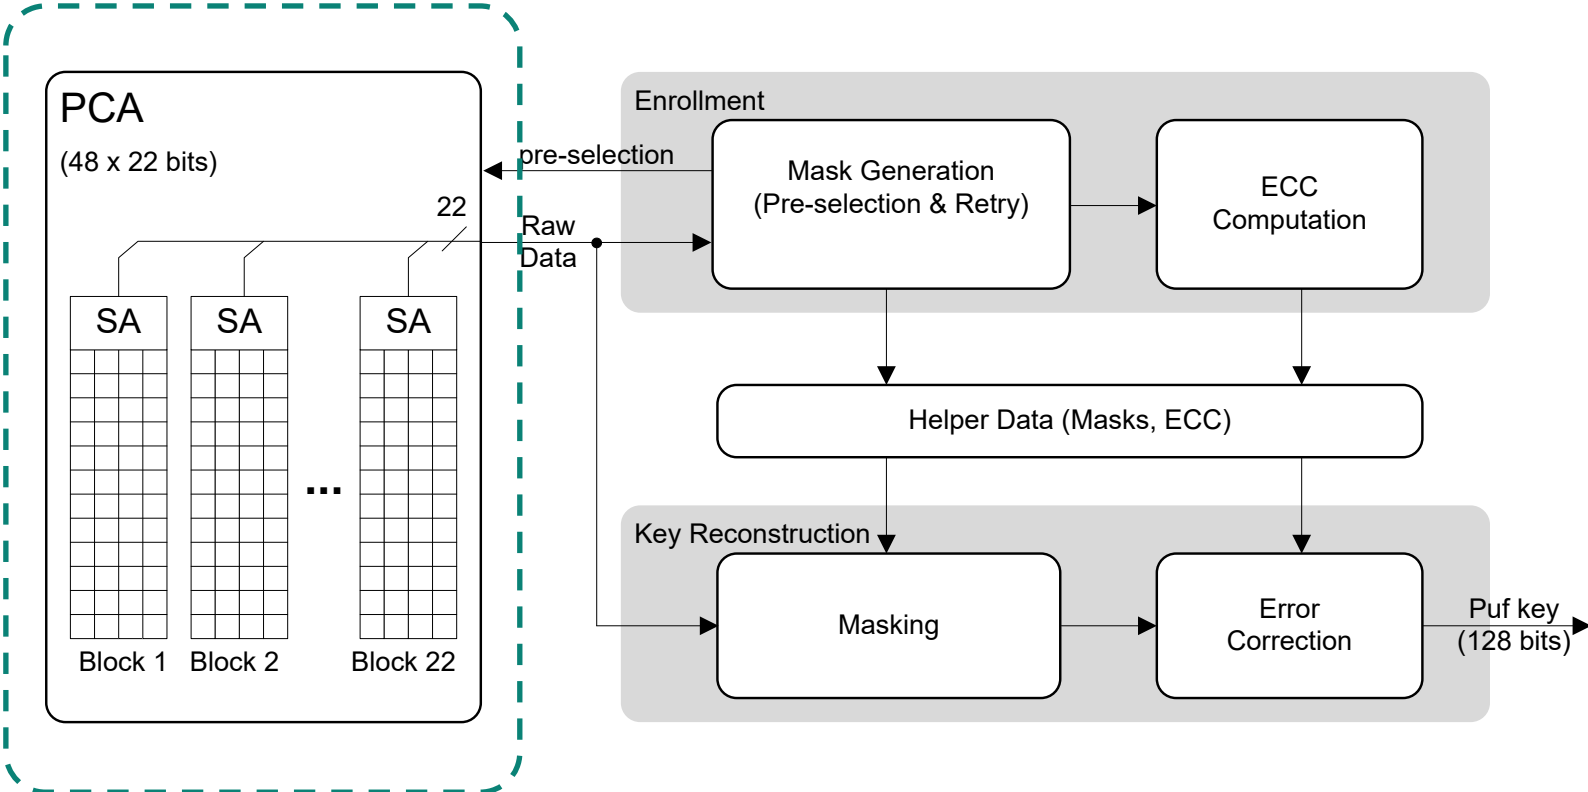 PCA
(48 x 22 bits)
22
SA
SA
SA
...
Block 1
Block 2
Block 22
pre-selection
Raw
Data
Enrollment
Mask Generation
(Pre-selection & Retry)
ECC
Computation
Helper Data (Masks, ECC)
Key Reconstruction
Masking
Error
Correction
Puf key
(128 bits)